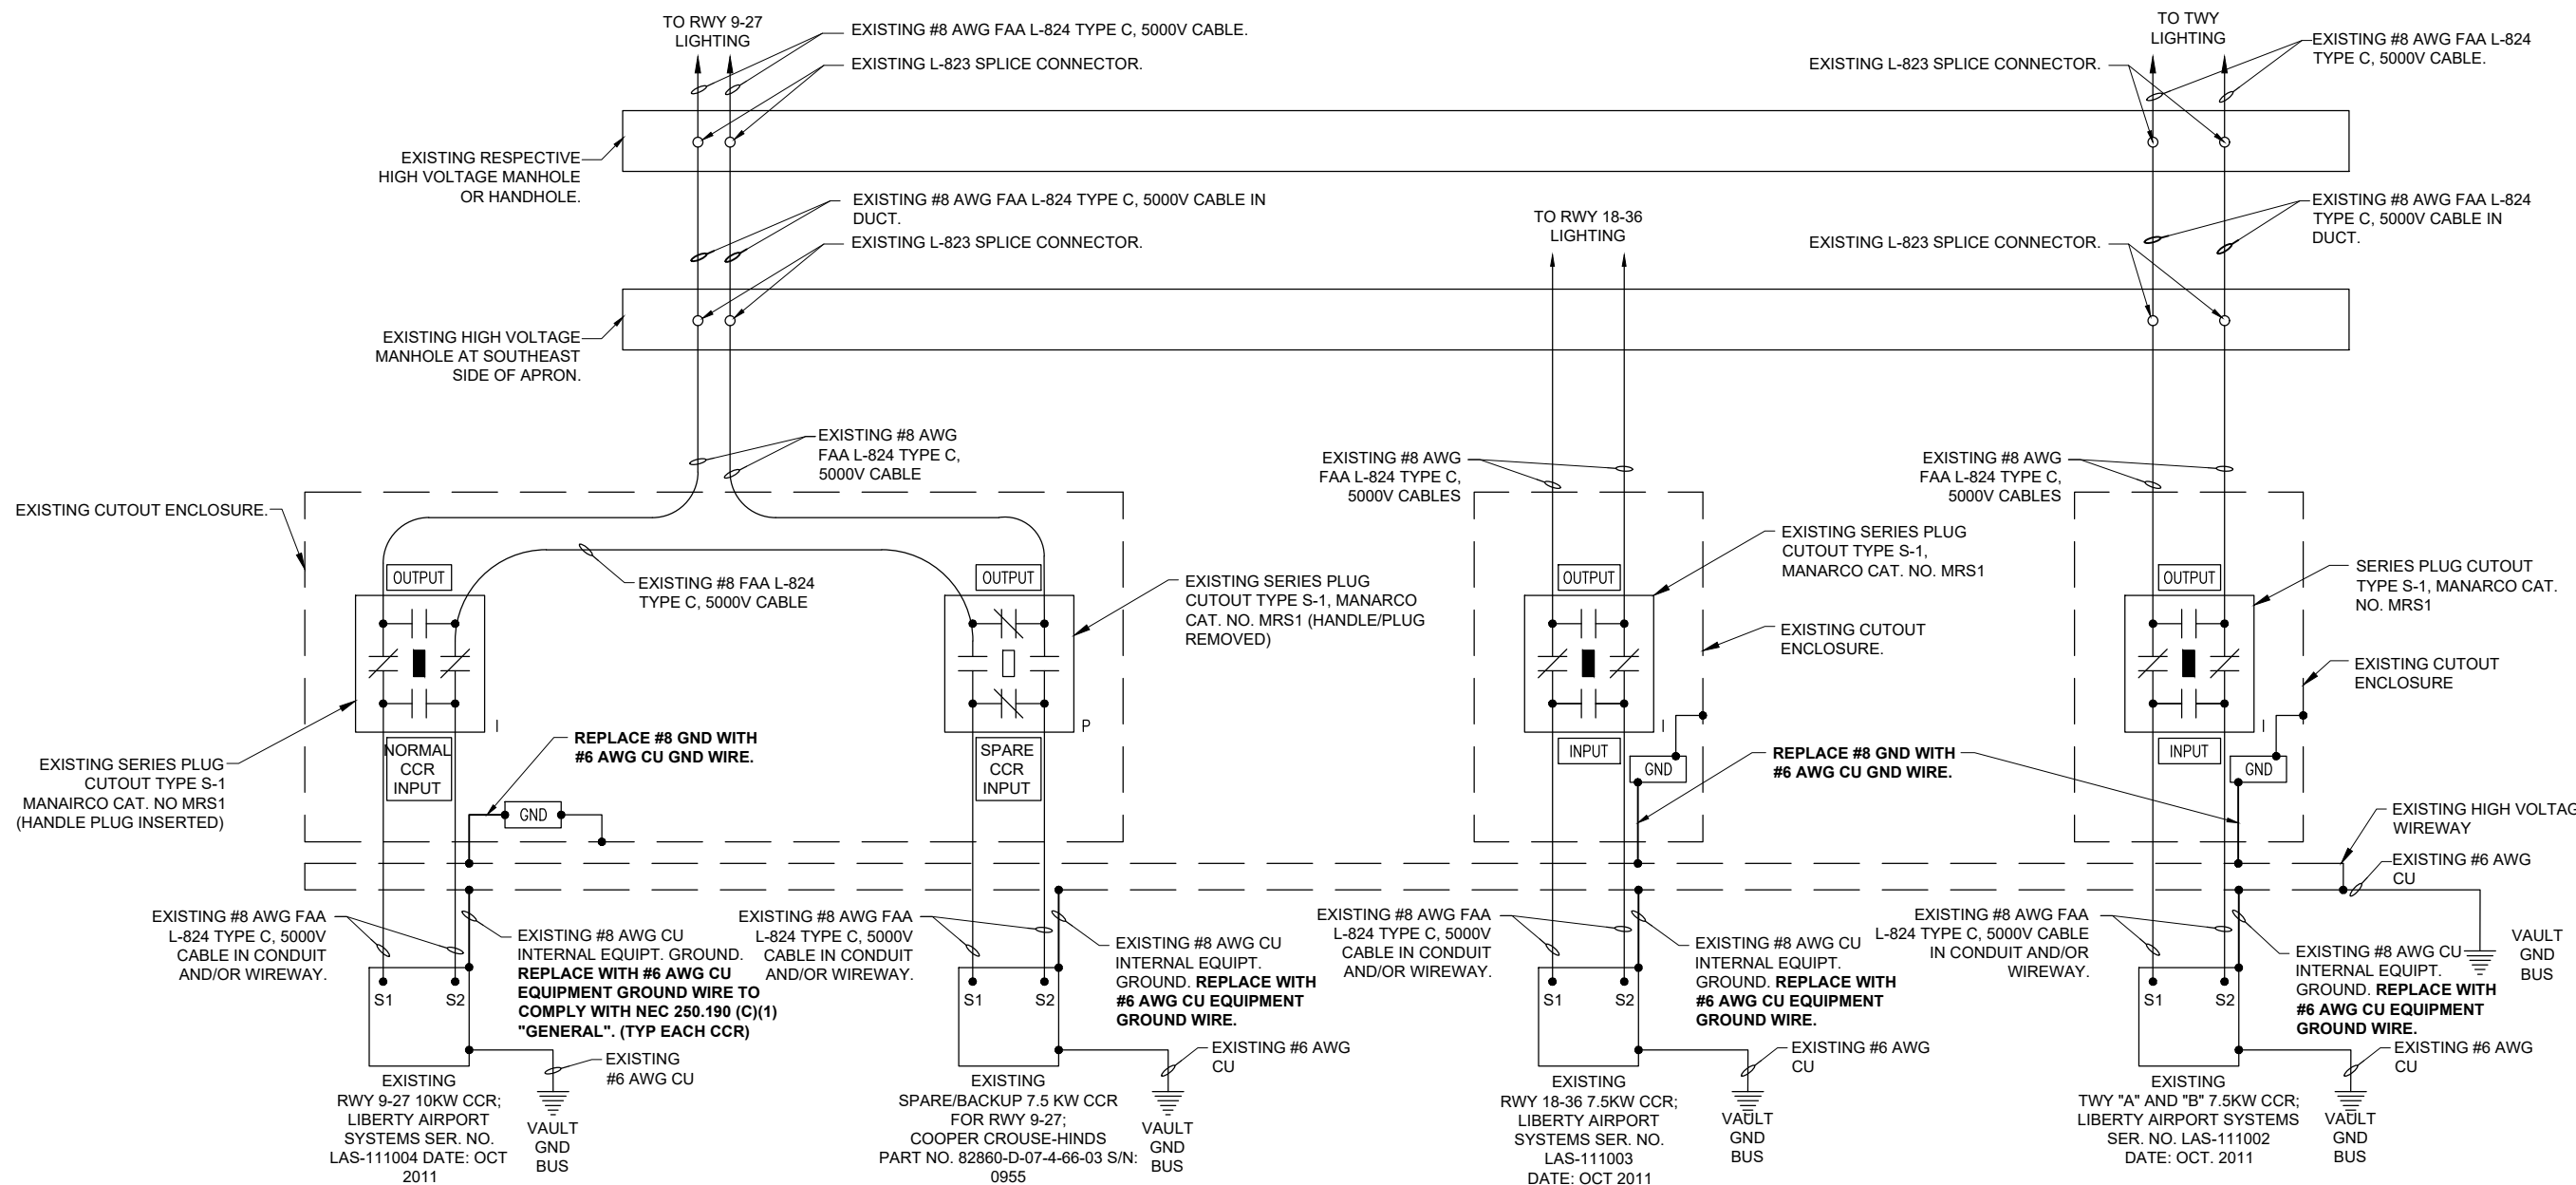 TO RWY 9-27
LIGHTING
EXISTING #8 AWG FAA L-824 TYPE C, 5000V CABLE.
EXISTING L-823 SPLICE CONNECTOR.
TO TWY
LIGHTING
EXISTING #8 AWG FAA L-824
TYPE C, 5000V CABLE.
EXISTING L-823 SPLICE CONNECTOR.
EXISTING RESPECTIVE
HIGH VOLTAGE MANHOLE
OR HANDHOLE.
EXISTING #8 AWG FAA L-824 TYPE C, 5000V CABLE IN
DUCT.
EXISTING L-823 SPLICE CONNECTOR.
TO RWY 18-36
LIGHTING
EXISTING L-823 SPLICE CONNECTOR.
EXISTING #8 AWG FAA L-824
TYPE C, 5000V CABLE IN
DUCT.
EXISTING HIGH VOLTAGE
MANHOLE AT SOUTHEAST
SIDE OF APRON.
EXISTING #8 AWG
FAA L-824 TYPE C,
5000V CABLE
EXISTING #8 AWG
FAA L-824 TYPE C,
5000V CABLES
EXISTING #8 AWG
FAA L-824 TYPE C,
5000V CABLES
EXISTING CUTOUT ENCLOSURE.
OUTPUT
EXISTING #8 FAA L-824
TYPE C, 5000V CABLE
OUTPUT
EXISTING SERIES PLUG
CUTOUT TYPE S-1, MANARCO
CAT. NO. MRS1 (HANDLE/PLUG
REMOVED)
OUTPUT
EXISTING SERIES PLUG
CUTOUT TYPE S-1,
MANARCO CAT. NO. MRS1
EXISTING CUTOUT
ENCLOSURE.
OUTPUT
SERIES PLUG CUTOUT
TYPE S-1, MANARCO CAT.
NO. MRS1
EXISTING CUTOUT
ENCLOSURE
EXISTING SERIES PLUG
CUTOUT TYPE S-1
MANAIRCO CAT. NO MRS1
(HANDLE PLUG INSERTED)
I
NORMAL
CCR
INPUT
REPLACE #8 GND WITH
#6 AWG CU GND WIRE.
GND
P
SPARE
CCR
INPUT
I
INPUT
GND
REPLACE #8 GND WITH
#6 AWG CU GND WIRE.
I
INPUT
GND
EXISTING HIGH VOLTAG
WIREWAY
EXISTING #6 AWG
CU
VAULT
GND
BUS
EXISTING #8 AWG FAA
L-824 TYPE C, 5000V
CABLE IN CONDUIT
AND/OR WIREWAY.
EXISTING #8 AWG CU
INTERNAL EQUIPT. GROUND.
REPLACE WITH #6 AWG CU
EQUIPMENT GROUND WIRE TO
COMPLY WITH NEC 250.190 (C)(1)
"GENERAL". (TYP EACH CCR)
EXISTING #8 AWG FAA
L-824 TYPE C, 5000V
CABLE IN CONDUIT
AND/OR WIREWAY.
EXISTING #8 AWG CU
INTERNAL EQUIPT.
GROUND. REPLACE WITH
#6 AWG CU EQUIPMENT
GROUND WIRE.
EXISTING #8 AWG FAA
L-824 TYPE C, 5000V
CABLE IN CONDUIT
AND/OR WIREWAY.
EXISTING #8 AWG CU
INTERNAL EQUIPT.
GROUND. REPLACE WITH
#6 AWG CU EQUIPMENT
GROUND WIRE.
EXISTING #8 AWG FAA
L-824 TYPE C, 5000V CABLE
IN CONDUIT AND/OR
WIREWAY.
EXISTING #8 AWG CU
INTERNAL EQUIPT.
GROUND. REPLACE WITH
#6 AWG CU EQUIPMENT
GROUND WIRE.
S1 S2
S1 S2
S1 S2
S1 S2
EXISTING
#6 AWG CU
EXISTING #6 AWG
CU
EXISTING #6 AWG
CU
EXISTING #6 AWG
CU
EXISTING
RWY 9-27 10KW CCR;
LIBERTY AIRPORT
SYSTEMS SER. NO.
LAS-111004 DATE: OCT
2011
VAULT
GND
BUS
EXISTING
SPARE/BACKUP 7.5 KW CCR
FOR RWY 9-27;
COOPER CROUSE-HINDS
PART NO. 82860-D-07-4-66-03 S/N:
0955
VAULT
GND
BUS
EXISTING
RWY 18-36 7.5KW CCR;
LIBERTY AIRPORT
SYSTEMS SER. NO.
LAS-111003
DATE: OCT 2011
VAULT
GND
BUS
EXISTING
TWY "A" AND "B" 7.5KW CCR;
LIBERTY AIRPORT SYSTEMS
SER. NO. LAS-111002
DATE: OCT. 2011
VAULT
GND
BUS